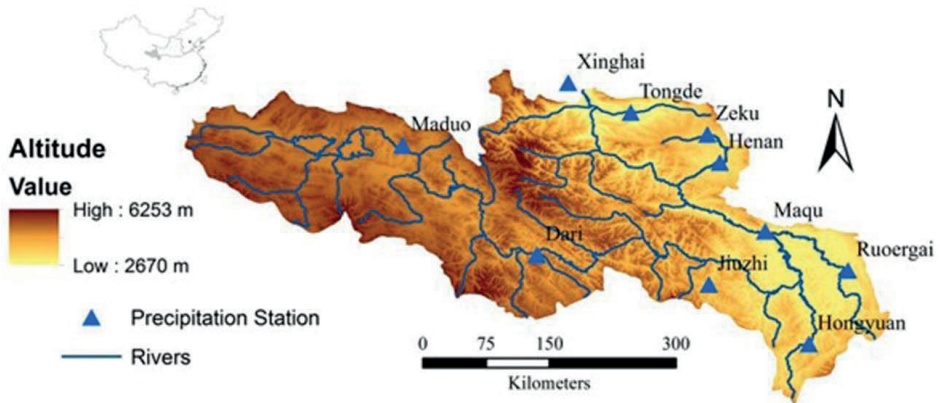 Altitude
Value
High : 6253 m
Low : 2670 m
Precipitation Station
Rivers
Xinghai
Tongde
Zeku
Henan
Maduo
Maqu
Ruoergai
Dari
Jiuzhi
Hongyuan
N
0 75 150 300
Kilometers